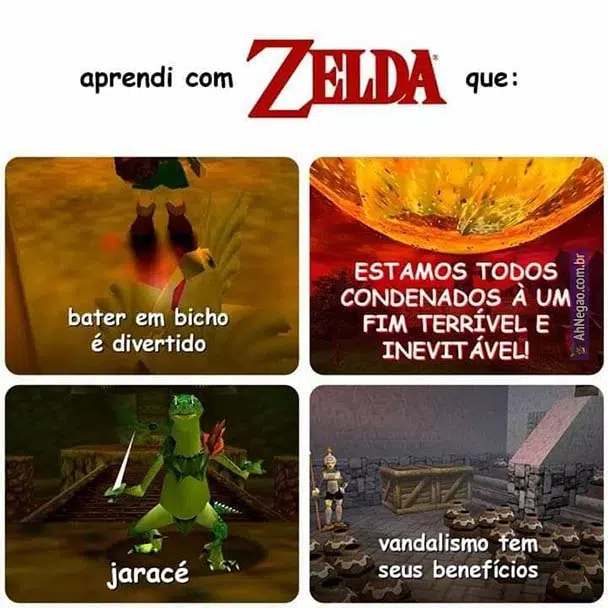 aprendi com ZELDA que:
bater em bicho
é divertido
ESTAMOS TODOS
CONDENADOS À UM
FIM TERRÍVEL E
INEVITÁVEL!
AhNegao.com.br
jaracé
vandalismo tem
seus benefícios